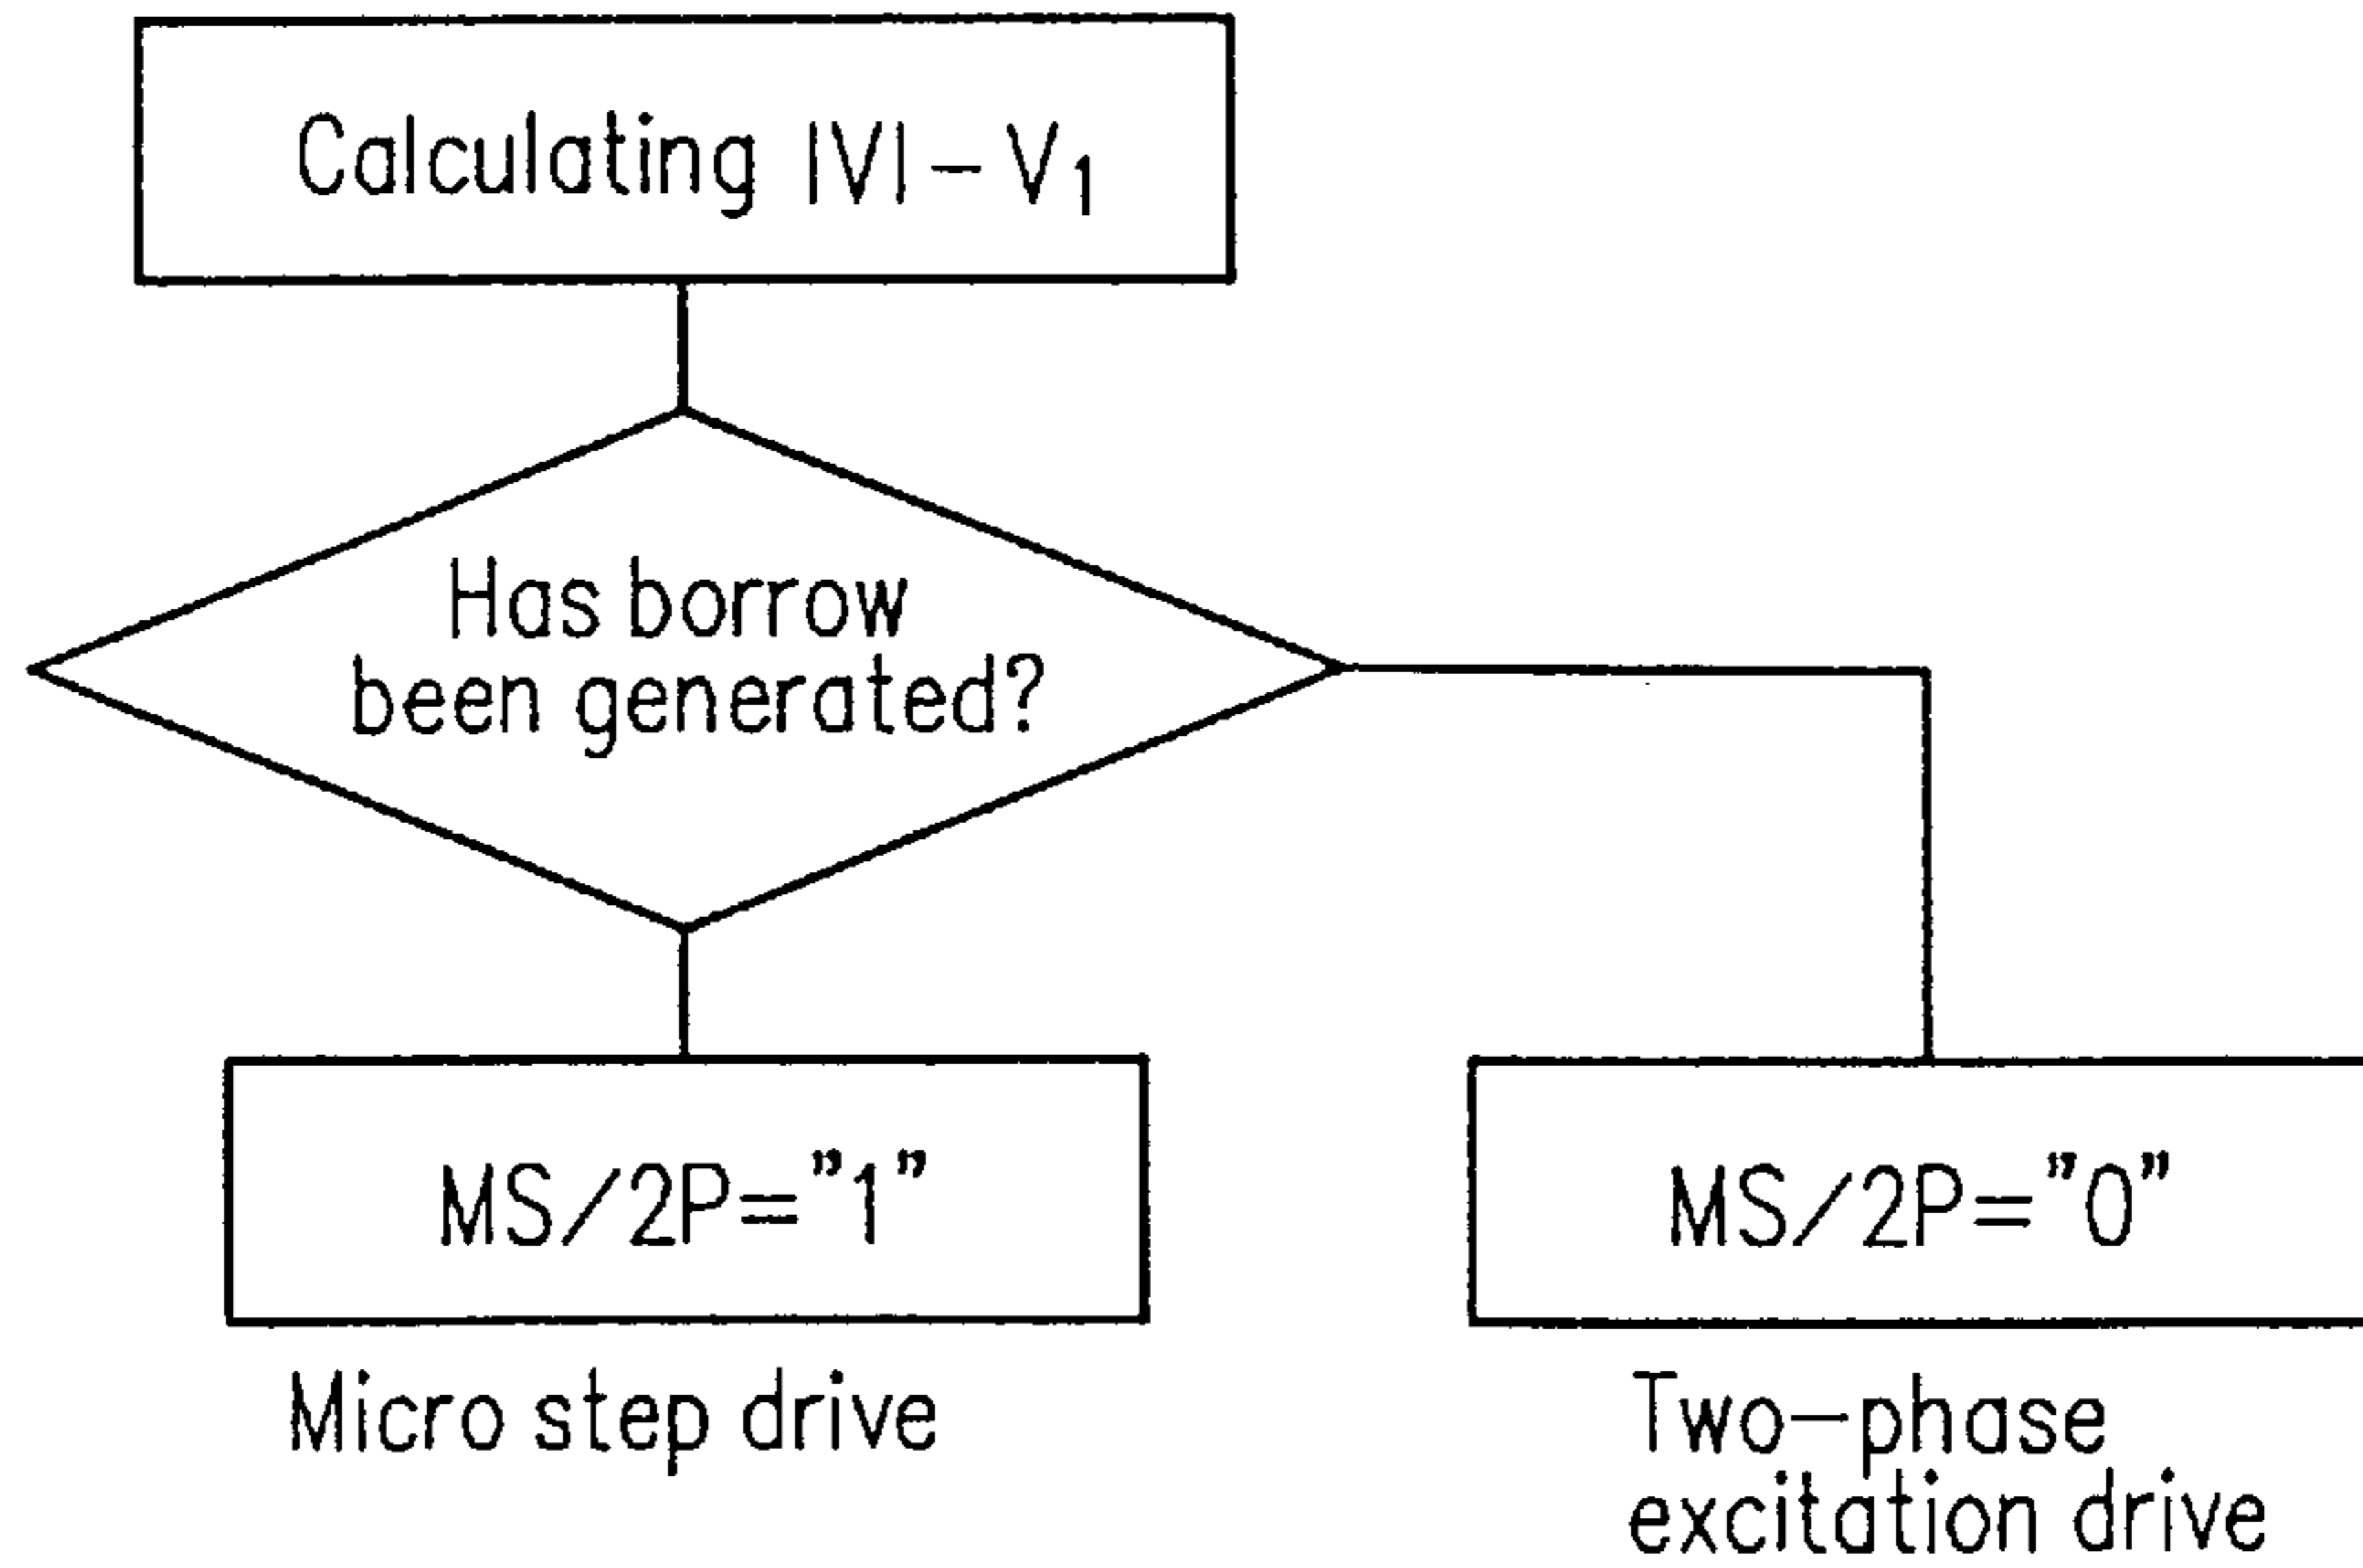 Calculating |V|− V₁
Has borrow
been generated?
MS/2P=”1”
MS/2P=”0”
Micro step drive
Two−phase
excitation drive